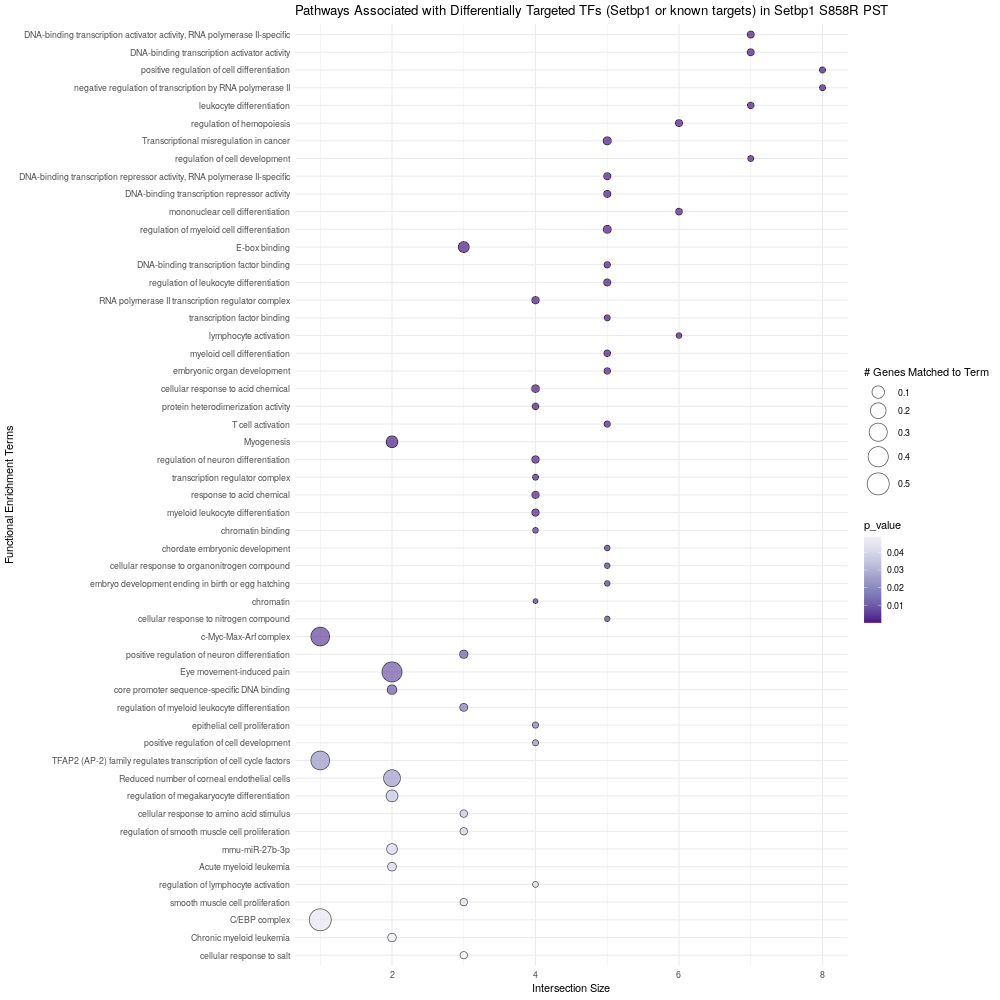 Pathways Associated with Differentially Targeted TFs (Setbp1 or known targets) in Setbp1 S858R PST
DNA-binding transcription activator activity, RNA polymerase II-specific
DNA-binding transcription activator activity
positive regulation of cell differentiation
negative regulation of transcription by RNA polymerase II
leukocyte differentiation
regulation of hemopoiesis
Transcriptional misregulation in cancer
regulation of cell development
DNA-binding transcription repressor activity, RNA polymerase II-specific
DNA-binding transcription repressor activity
mononuclear cell differentiation
regulation of myeloid cell differentiation
E-box binding
DNA-binding transcription factor binding
regulation of leukocyte differentiation
RNA polymerase II transcription regulator complex
transcription factor binding
lymphocyte activation
myeloid cell differentiation
embryonic organ development
cellular response to acid chemical
protein heterodimerization activity
T cell activation
Myogenesis
regulation of neuron differentiation
transcription regulator complex
response to acid chemical
myeloid leukocyte differentiation
chromatin binding
chordate embryonic development
cellular response to organonitrogen compound
embryo development ending in birth or egg hatching
chromatin
cellular response to nitrogen compound
c-Myc-Max-Arf complex
positive regulation of neuron differentiation
Eye movement-induced pain
core promoter sequence-specific DNA binding
regulation of myeloid leukocyte differentiation
epithelial cell proliferation
positive regulation of cell development
TFAP2 (AP-2) family regulates transcription of cell cycle factors
Reduced number of corneal endothelial cells
regulation of megakaryocyte differentiation
cellular response to amino acid stimulus
regulation of smooth muscle cell proliferation
mmu-miR-27b-3p
Acute myeloid leukemia
regulation of lymphocyte activation
smooth muscle cell proliferation
C/EBP complex
Chronic myeloid leukemia
cellular response to salt
Functional Enrichment Terms
2 4 6 8
Intersection Size
# Genes Matched to Term
0.1
0.2
0.3
0.4
0.5
p_value
0.04
0.03
0.02
0.01